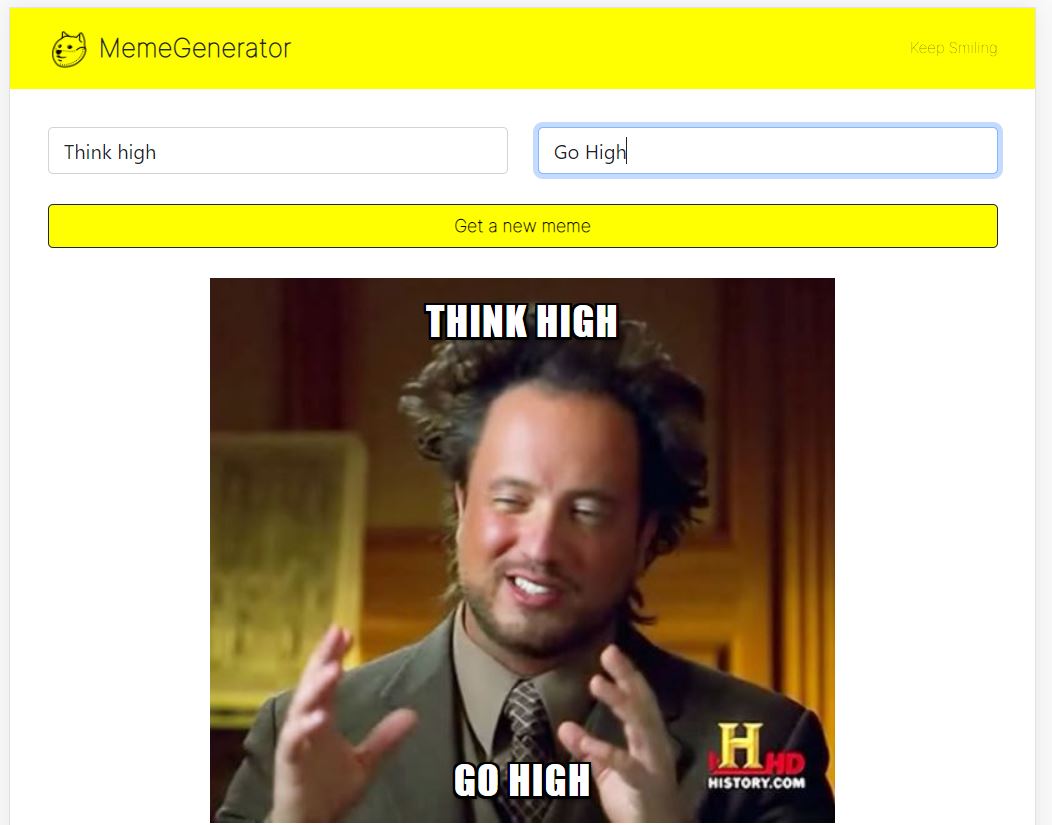 MemeGenerator
Keep Smiling
Think high
Go High
Get a new meme
THINK HIGH
GO HIGH
H HD
HISTORY.COM